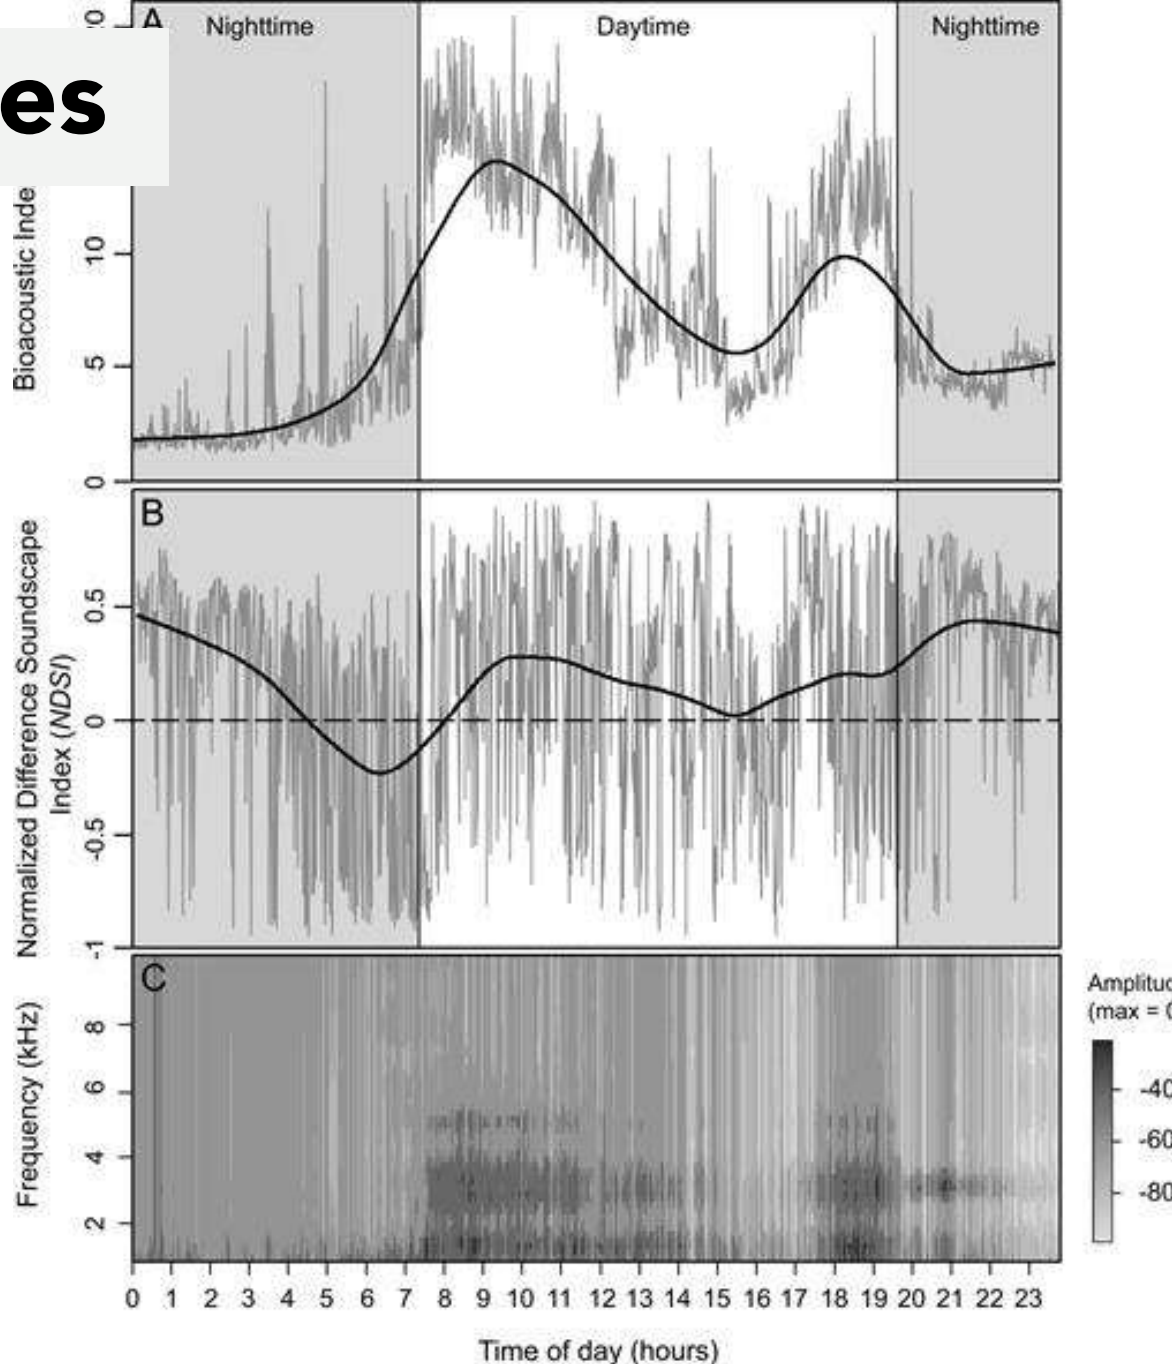 A
Nighttime
Daytime
Nighttime
es
Bioacoustic Inde
10
5
0
B
Normalized Difference Soundscape
Index (NDSI)
0.5
0
-0.5
-1
C
Frequency (kHz)
8
6
4
2
Amplituc
(max = 0
-40
-60
-80
0 1 2 3 4 5 6 7 8 9 10 11 12 13 14 15 16 17 18 19 20 21 22 23
Time of day (hours)